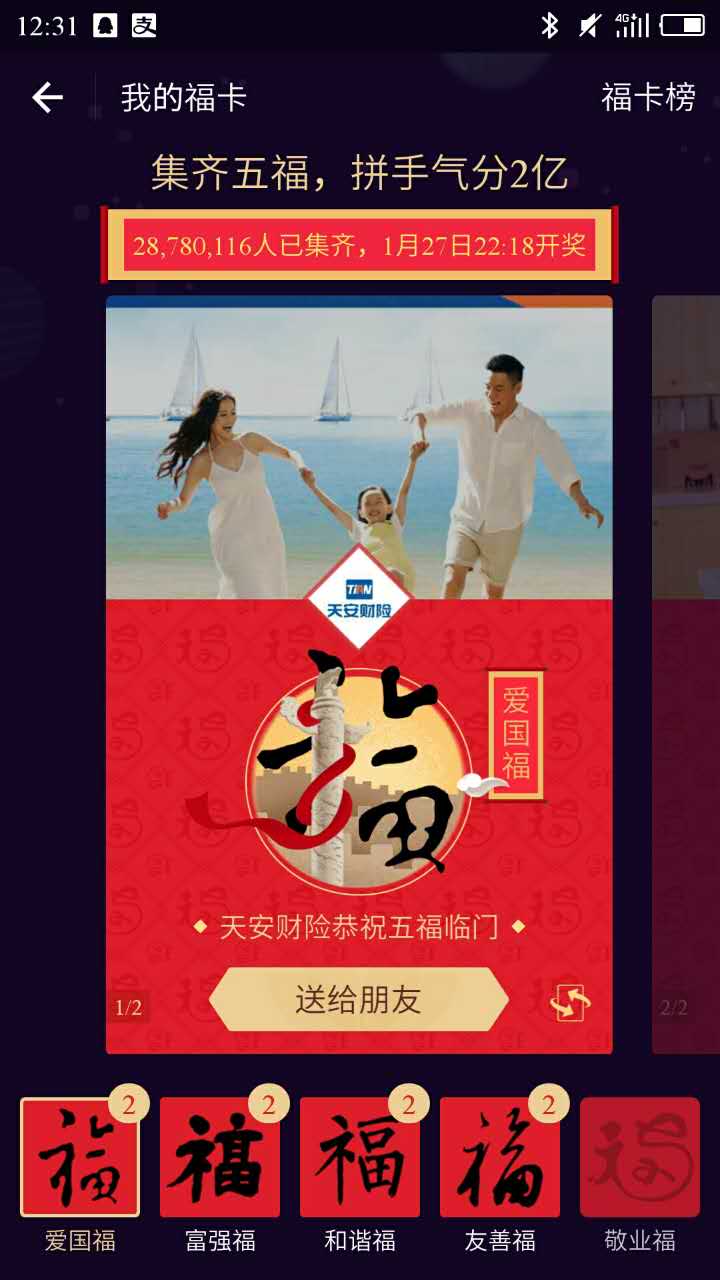 12:31
4G
我的福卡
福卡榜
集齐五福，拼手气分2亿
28,780,116人已集齐，1月27日22:18开奖
TIAN
天安财险
福
爱国福
天安财险恭祝五福临门
1/2
送给朋友
2/2
2
2
2
2
福
福
福
福
福
爱国福
富强福
和谐福
友善福
敬业福